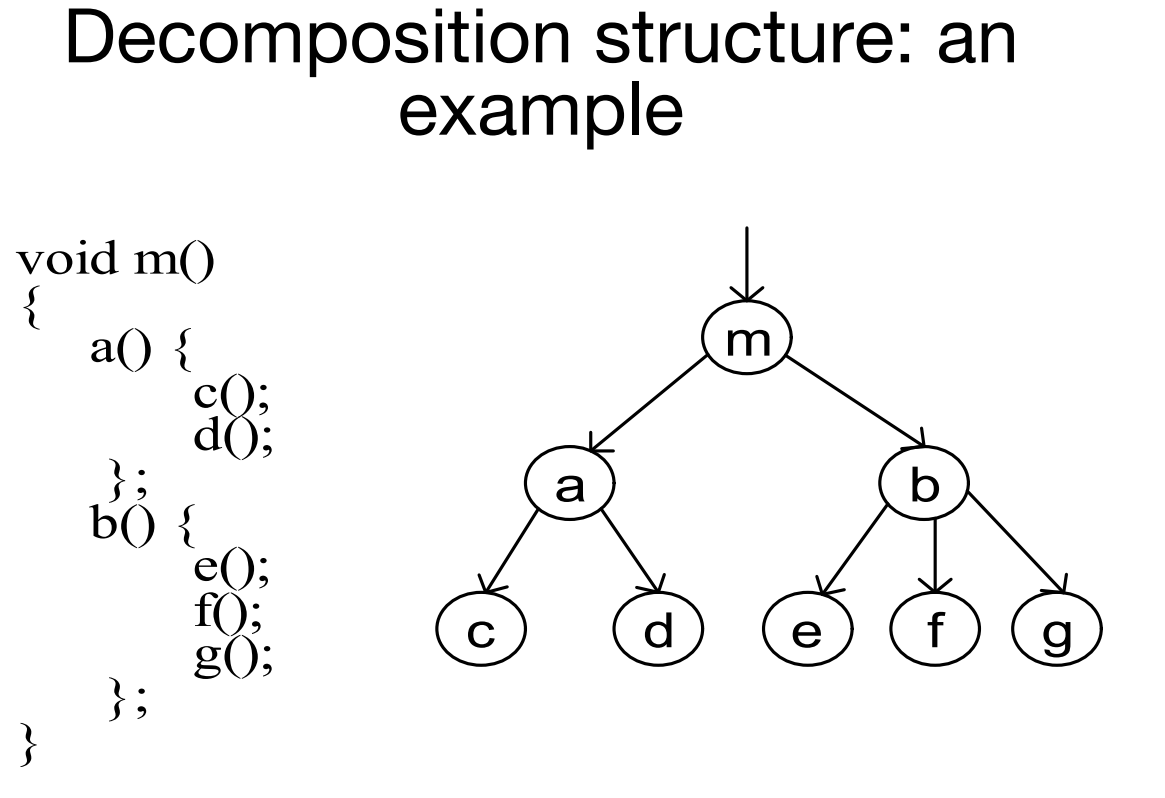 Decomposition structure: an
example
void m()
{
a() {
c();
d();
};
b() {
e();
f();
g();
};
}
m
a
b
c
d
e
f
g